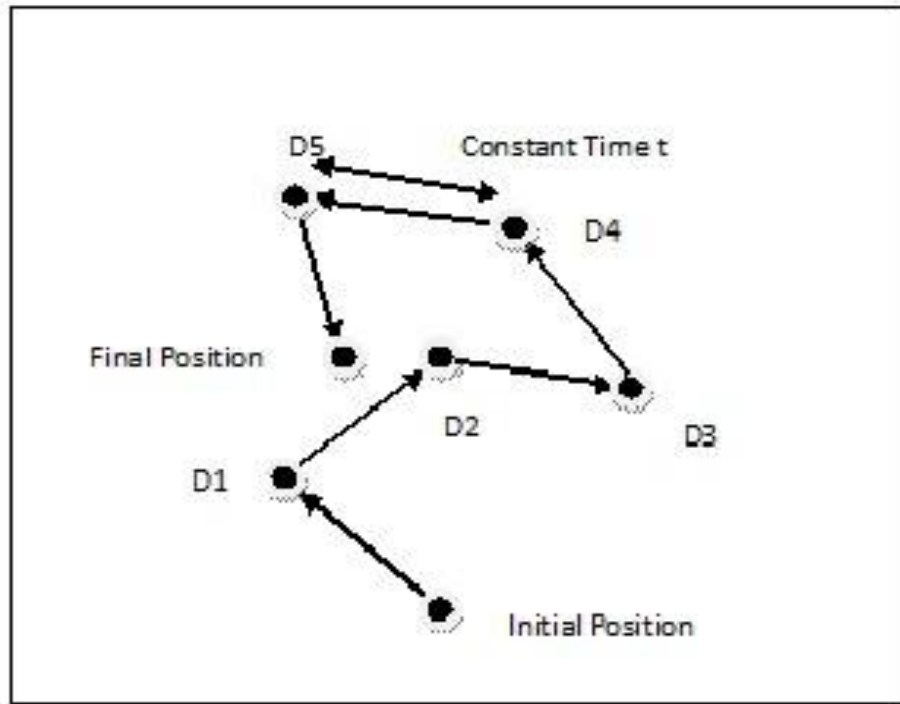 D5
Constant Time t
D4
Final Position
D2
D3
D1
Initial Position